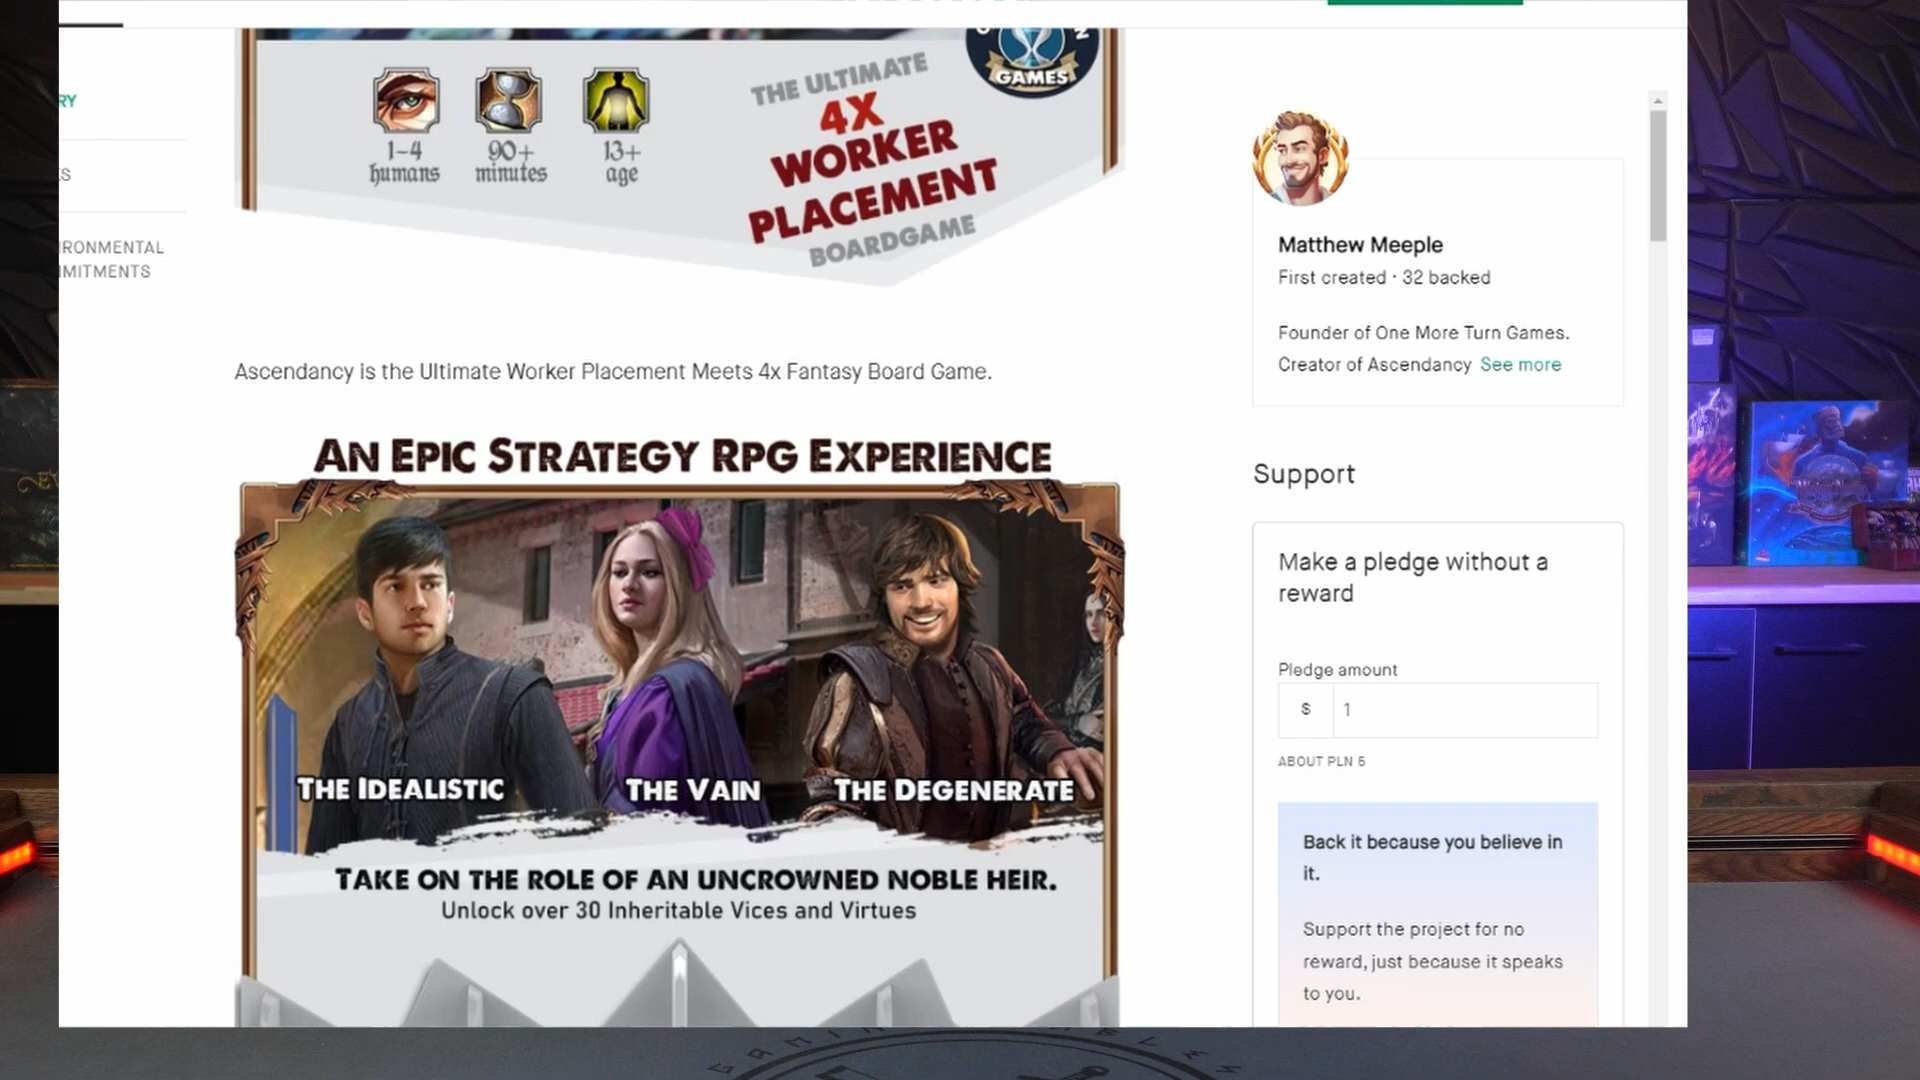 RY
S
IRONMENTAL
MMITMENTS
GAMES
1-4
humans
90+
minutes
13+
age
THE ULTIMATE
4X
WORKER
PLACEMENT
BOARDGAME
Ascendancy is the Ultimate Worker Placement Meets 4x Fantasy Board Game.
AN EPIC STRATEGY RPG EXPERIENCE
THE IDEALISTIC
THE VAIN
THE DEGENERATE
TAKE ON THE ROLE OF AN UNCROWNED NOBLE HEIR.
Unlock over 30 Inheritable Vices and Virtues
Matthew Meeple
First created · 32 backed
Founder of One More Turn Games.
Creator of Ascendancy See more
Support
Make a pledge without a
reward
Pledge amount
$ 1
ABOUT PLN 5
Back it because you believe in
it.
Support the project for no
reward, just because it speaks
to you.